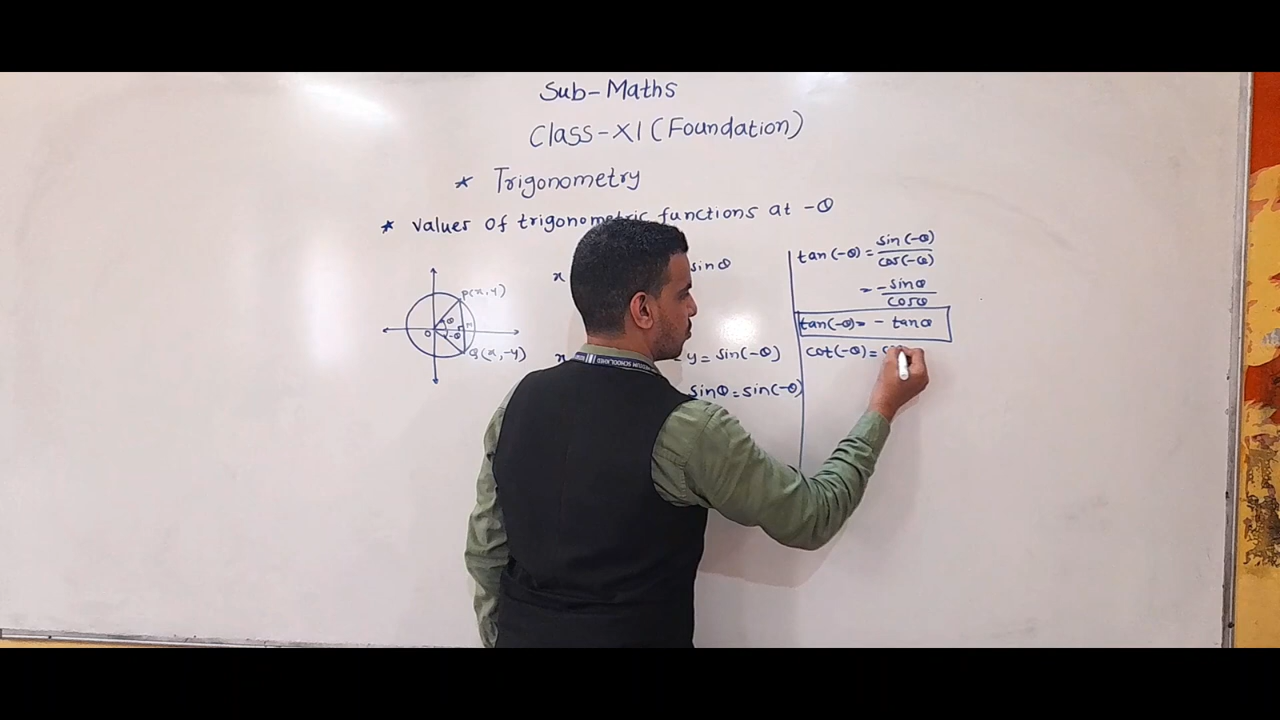 Sub-Maths
Class-XI (Foundation)
* Trigonometry
* values of trigonometric functions at -θ
P(x,y)
θ
O
-θ
Q(x,-y)
x
sinθ
x
-y = sin(-θ)
sinθ = sin(-θ)
tan(-θ) = sin(-θ)/cos(-θ)
= -sinθ/cosθ
tan(-θ) = - tanθ
cot(-θ) =